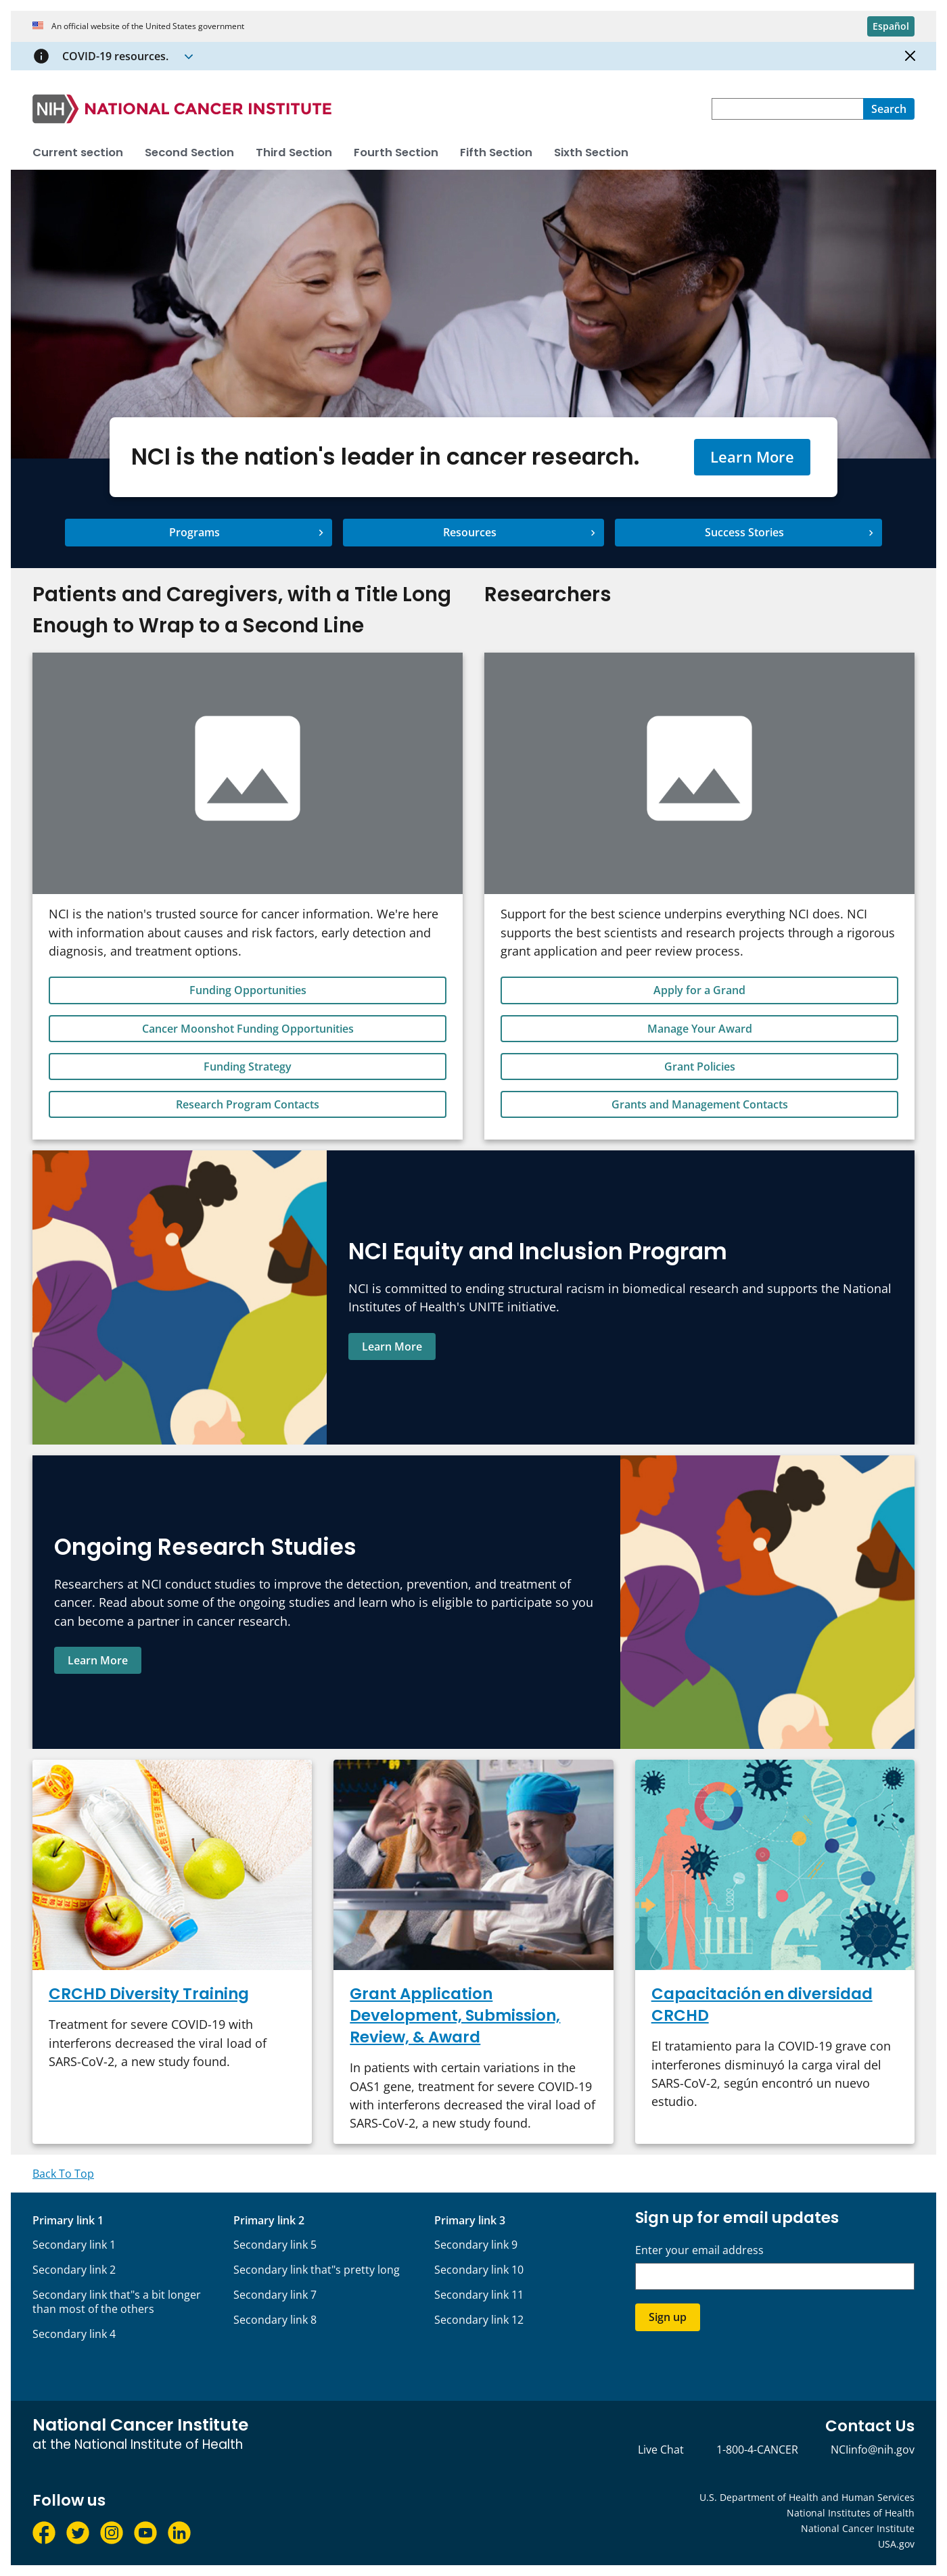 An official website of the United States government
Español
COVID-19 resources.
NIH NATIONAL CANCER INSTITUTE
Search
Current section
Second Section
Third Section
Fourth Section
Fifth Section
Sixth Section
NCI is the nation's leader in cancer research.
Learn More
Programs
Resources
Success Stories
Patients and Caregivers, with a Title Long
Enough to Wrap to a Second Line
NCI is the nation's trusted source for cancer information. We're here
with information about causes and risk factors, early detection and
diagnosis, and treatment options.
Funding Opportunities
Cancer Moonshot Funding Opportunities
Funding Strategy
Research Program Contacts
Researchers
Support for the best science underpins everything NCI does. NCI
supports the best scientists and research projects through a rigorous
grant application and peer review process.
Apply for a Grand
Manage Your Award
Grant Policies
Grants and Management Contacts
NCI Equity and Inclusion Program
NCI is committed to ending structural racism in biomedical research and supports the National
Institutes of Health's UNITE initiative.
Learn More
Ongoing Research Studies
Researchers at NCI conduct studies to improve the detection, prevention, and treatment of
cancer. Read about some of the ongoing studies and learn who is eligible to participate so you
can become a partner in cancer research.
Learn More
CRCHD Diversity Training
Treatment for severe COVID-19 with
interferons decreased the viral load of
SARS-CoV-2, a new study found.
Grant Application
Development, Submission,
Review, & Award
In patients with certain variations in the
OAS1 gene, treatment for severe COVID-19
with interferons decreased the viral load of
SARS-CoV-2, a new study found.
Capacitación en diversidad
CRCHD
El tratamiento para la COVID-19 grave con
interferones disminuyó la carga viral del
SARS-CoV-2, según encontró un nuevo
estudio.
Back To Top
Primary link 1
Secondary link 1
Secondary link 2
Secondary link that"s a bit longer
than most of the others
Secondary link 4
Primary link 2
Secondary link 5
Secondary link that"s pretty long
Secondary link 7
Secondary link 8
Primary link 3
Secondary link 9
Secondary link 10
Secondary link 11
Secondary link 12
Sign up for email updates
Enter your email address
Sign up
National Cancer Institute
at the National Institute of Health
Contact Us
Live Chat
1-800-4-CANCER
NCIinfo@nih.gov
Follow us
U.S. Department of Health and Human Services
National Institutes of Health
National Cancer Institute
USA.gov